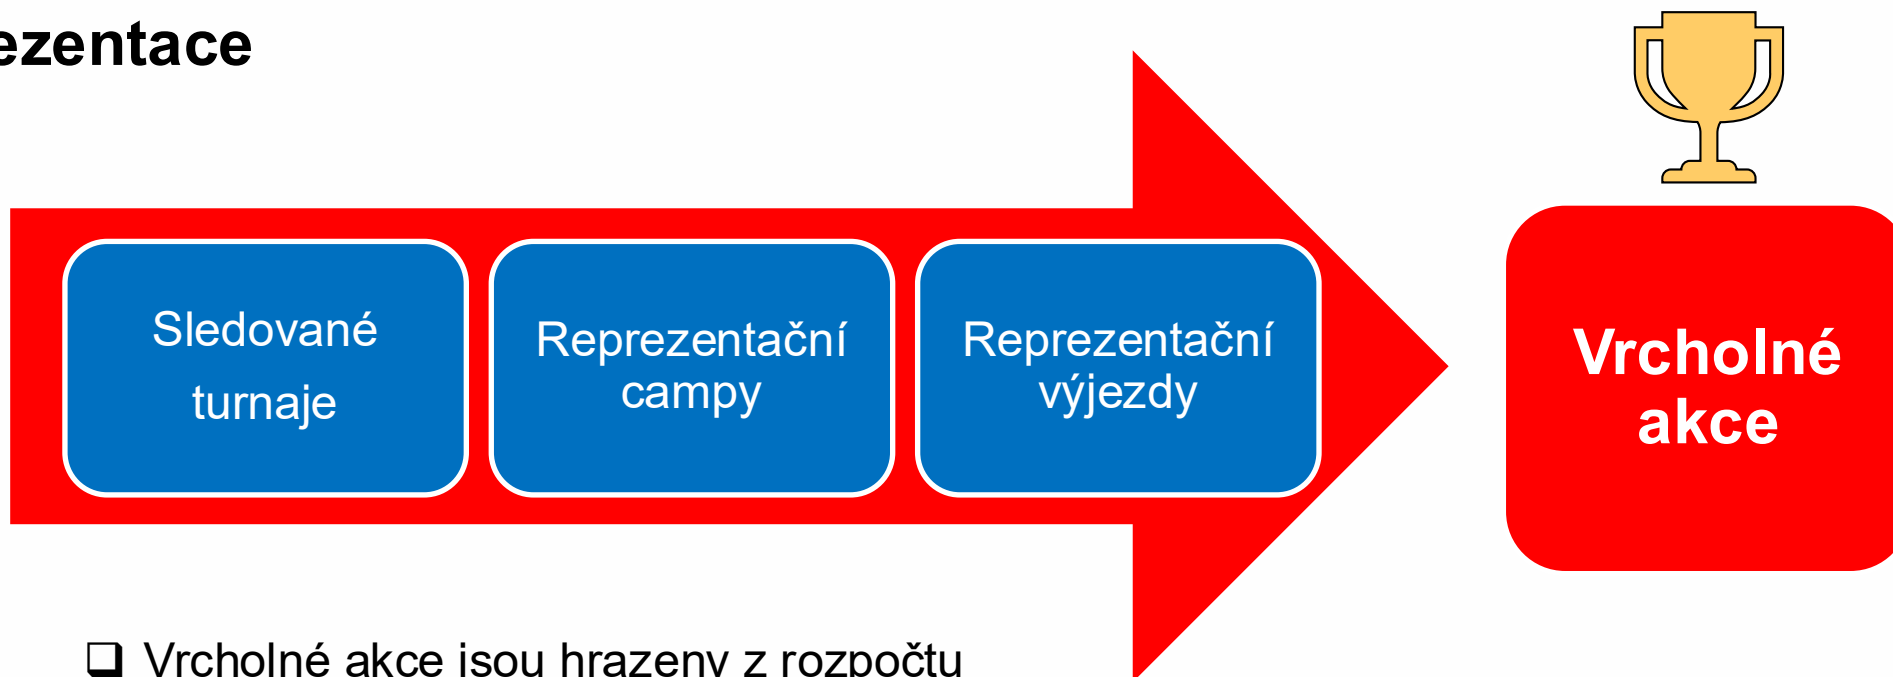 ezentace
Sledované
turnaje
Reprezentační
campy
Reprezentační
výjezdy
Vrcholné
akce
Vrcholné akce jsou hrazeny z rozpočtu